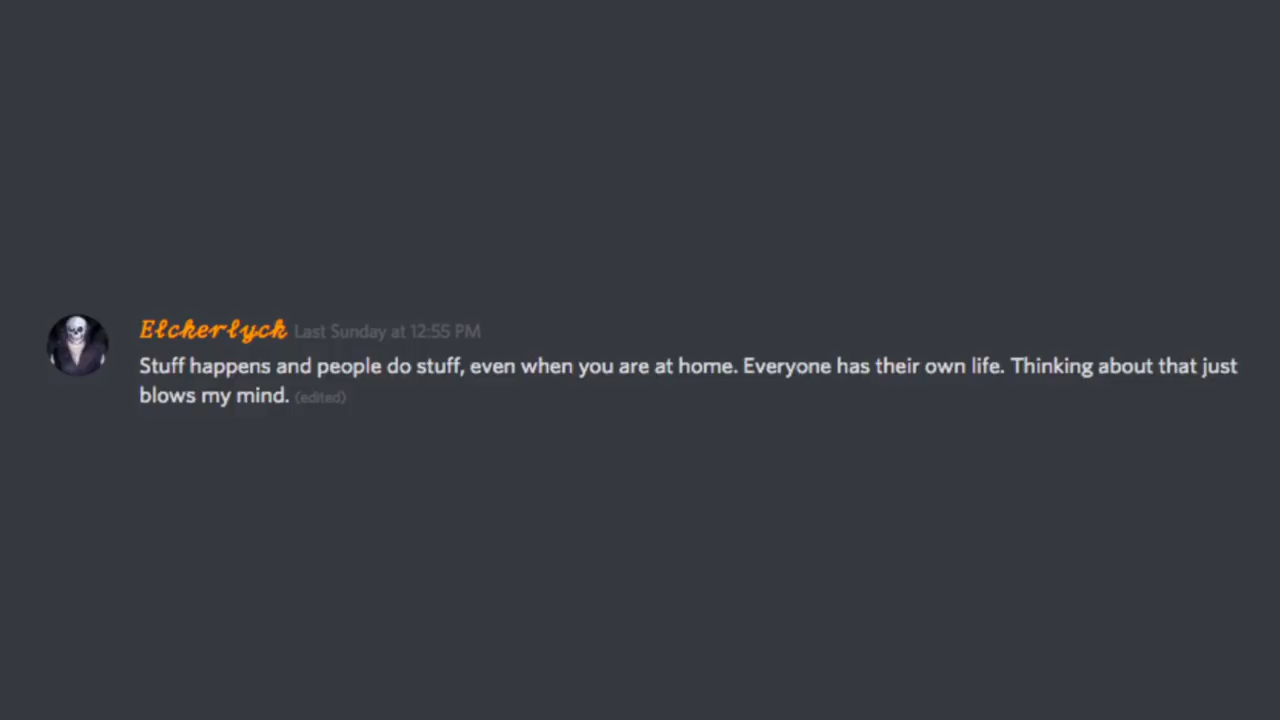 Elckerlyck Last Sunday at 12:55 PM
Stuff happens and people do stuff, even when you are at home. Everyone has their own life. Thinking about that just
blows my mind. (edited)